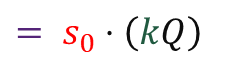 = s₀ · (kQ)